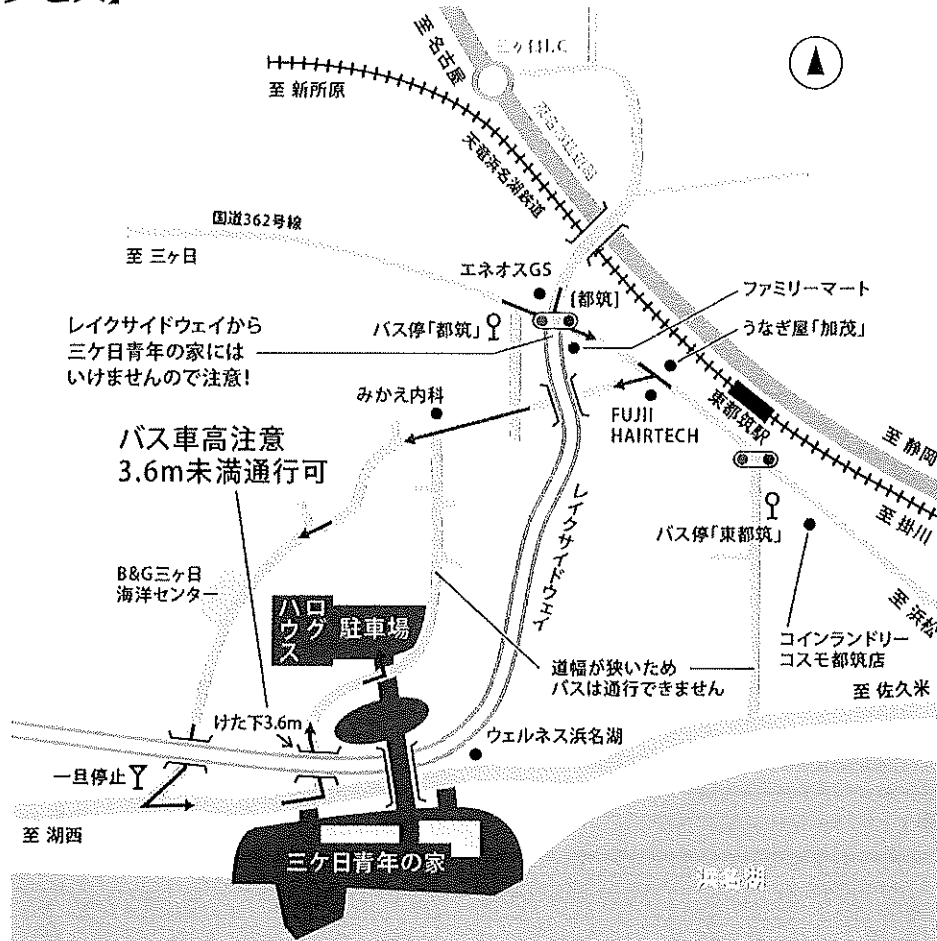 至 名古屋
三ヶ日I.C
至 新所原
天竜浜名湖鉄道
国道362号線
至 三ヶ日
エネオスGS
[都筑]
ファミリーマート
バス停「都筑」
うなぎ屋「加茂」
レイクサイドウェイから
三ケ日青年の家には
いけませんので注意!
みかえ内科
FUJII
HAIRTECH
東都筑駅
至 静岡
バス車高注意
3.6m未満通行可
至 掛川
レイクサイドウェイ
バス停「東都筑」
B&G三ヶ日
海洋センター
至 浜松
ログ
ハウス
駐車場
コインランドリー
コスモ都筑店
道幅が狭いため
バスは通行できません
至 佐久米
けた下3.6m
ウェルネス浜名湖
一旦停止
至 湖西
三ケ日青年の家
浜名湖